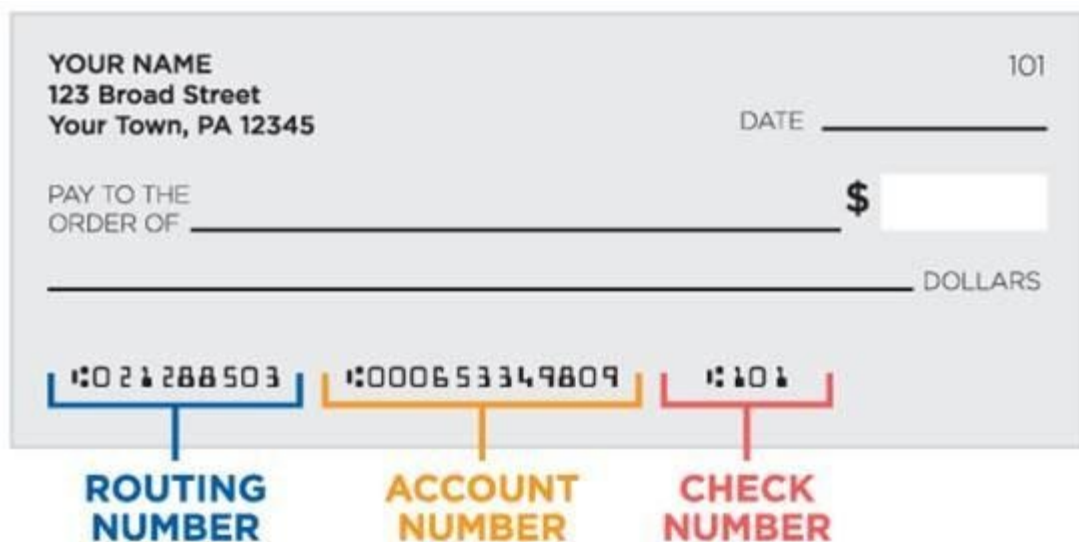 YOUR NAME
101
123 Broad Street
Your Town, PA 12345
DATE
PAY TO THE
ORDER OF
$
DOLLARS
⑆021288503 ⑆000653349809 ⑆101
ROUTING NUMBER
ACCOUNT NUMBER
CHECK NUMBER